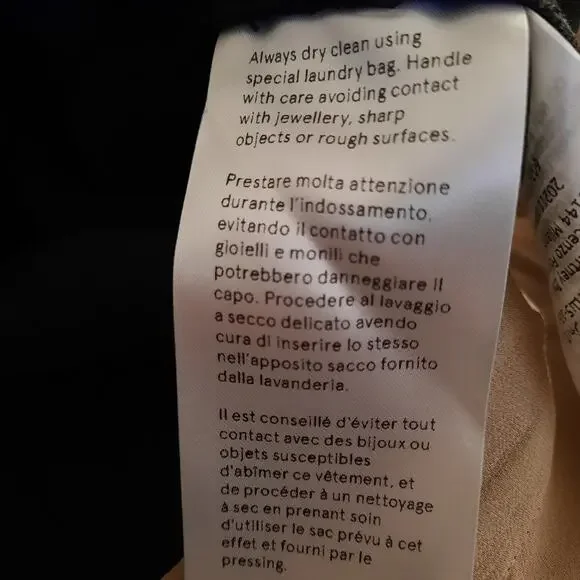 Always dry clean using
special laundry bag. Handle
with care avoiding contact
with jewellery, sharp
objects or rough surfaces.
Prestare molta attenzione
durante l'indossamento,
evitando il contatto con
gioielli e monili che
potrebbero danneggiare il
capo. Procedere al lavaggio
a secco delicato avendo
cura di inserire lo stesso
nell'apposito sacco fornito
dalla lavanderia.
Il est conseillé d'éviter tout
contact avec des bijoux ou
objets susceptibles
d'abîmer ce vêtement, et
de procéder à un nettoyage
à sec en prenant soin
d'utiliser le sac prévu à cet
effet et fourni par le
pressing.